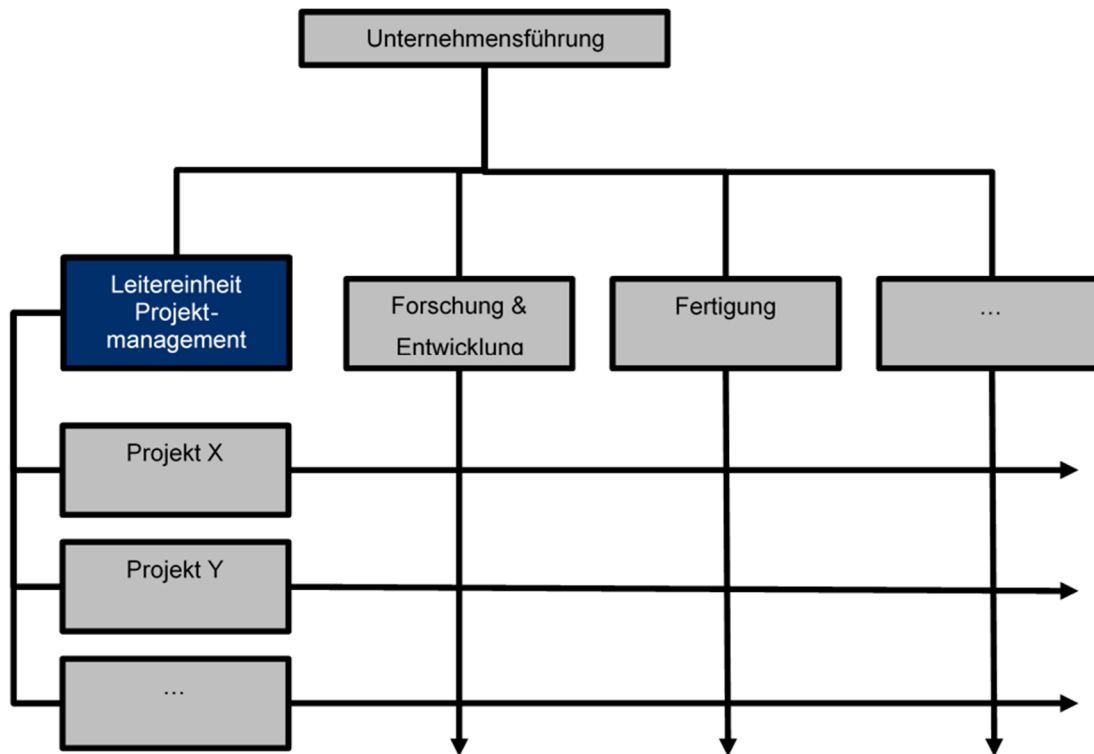 Unternehmensführung
Leitereinheit
Projekt-
management
Forschung &
Entwicklung
Fertigung
...
Projekt X
Projekt Y
...